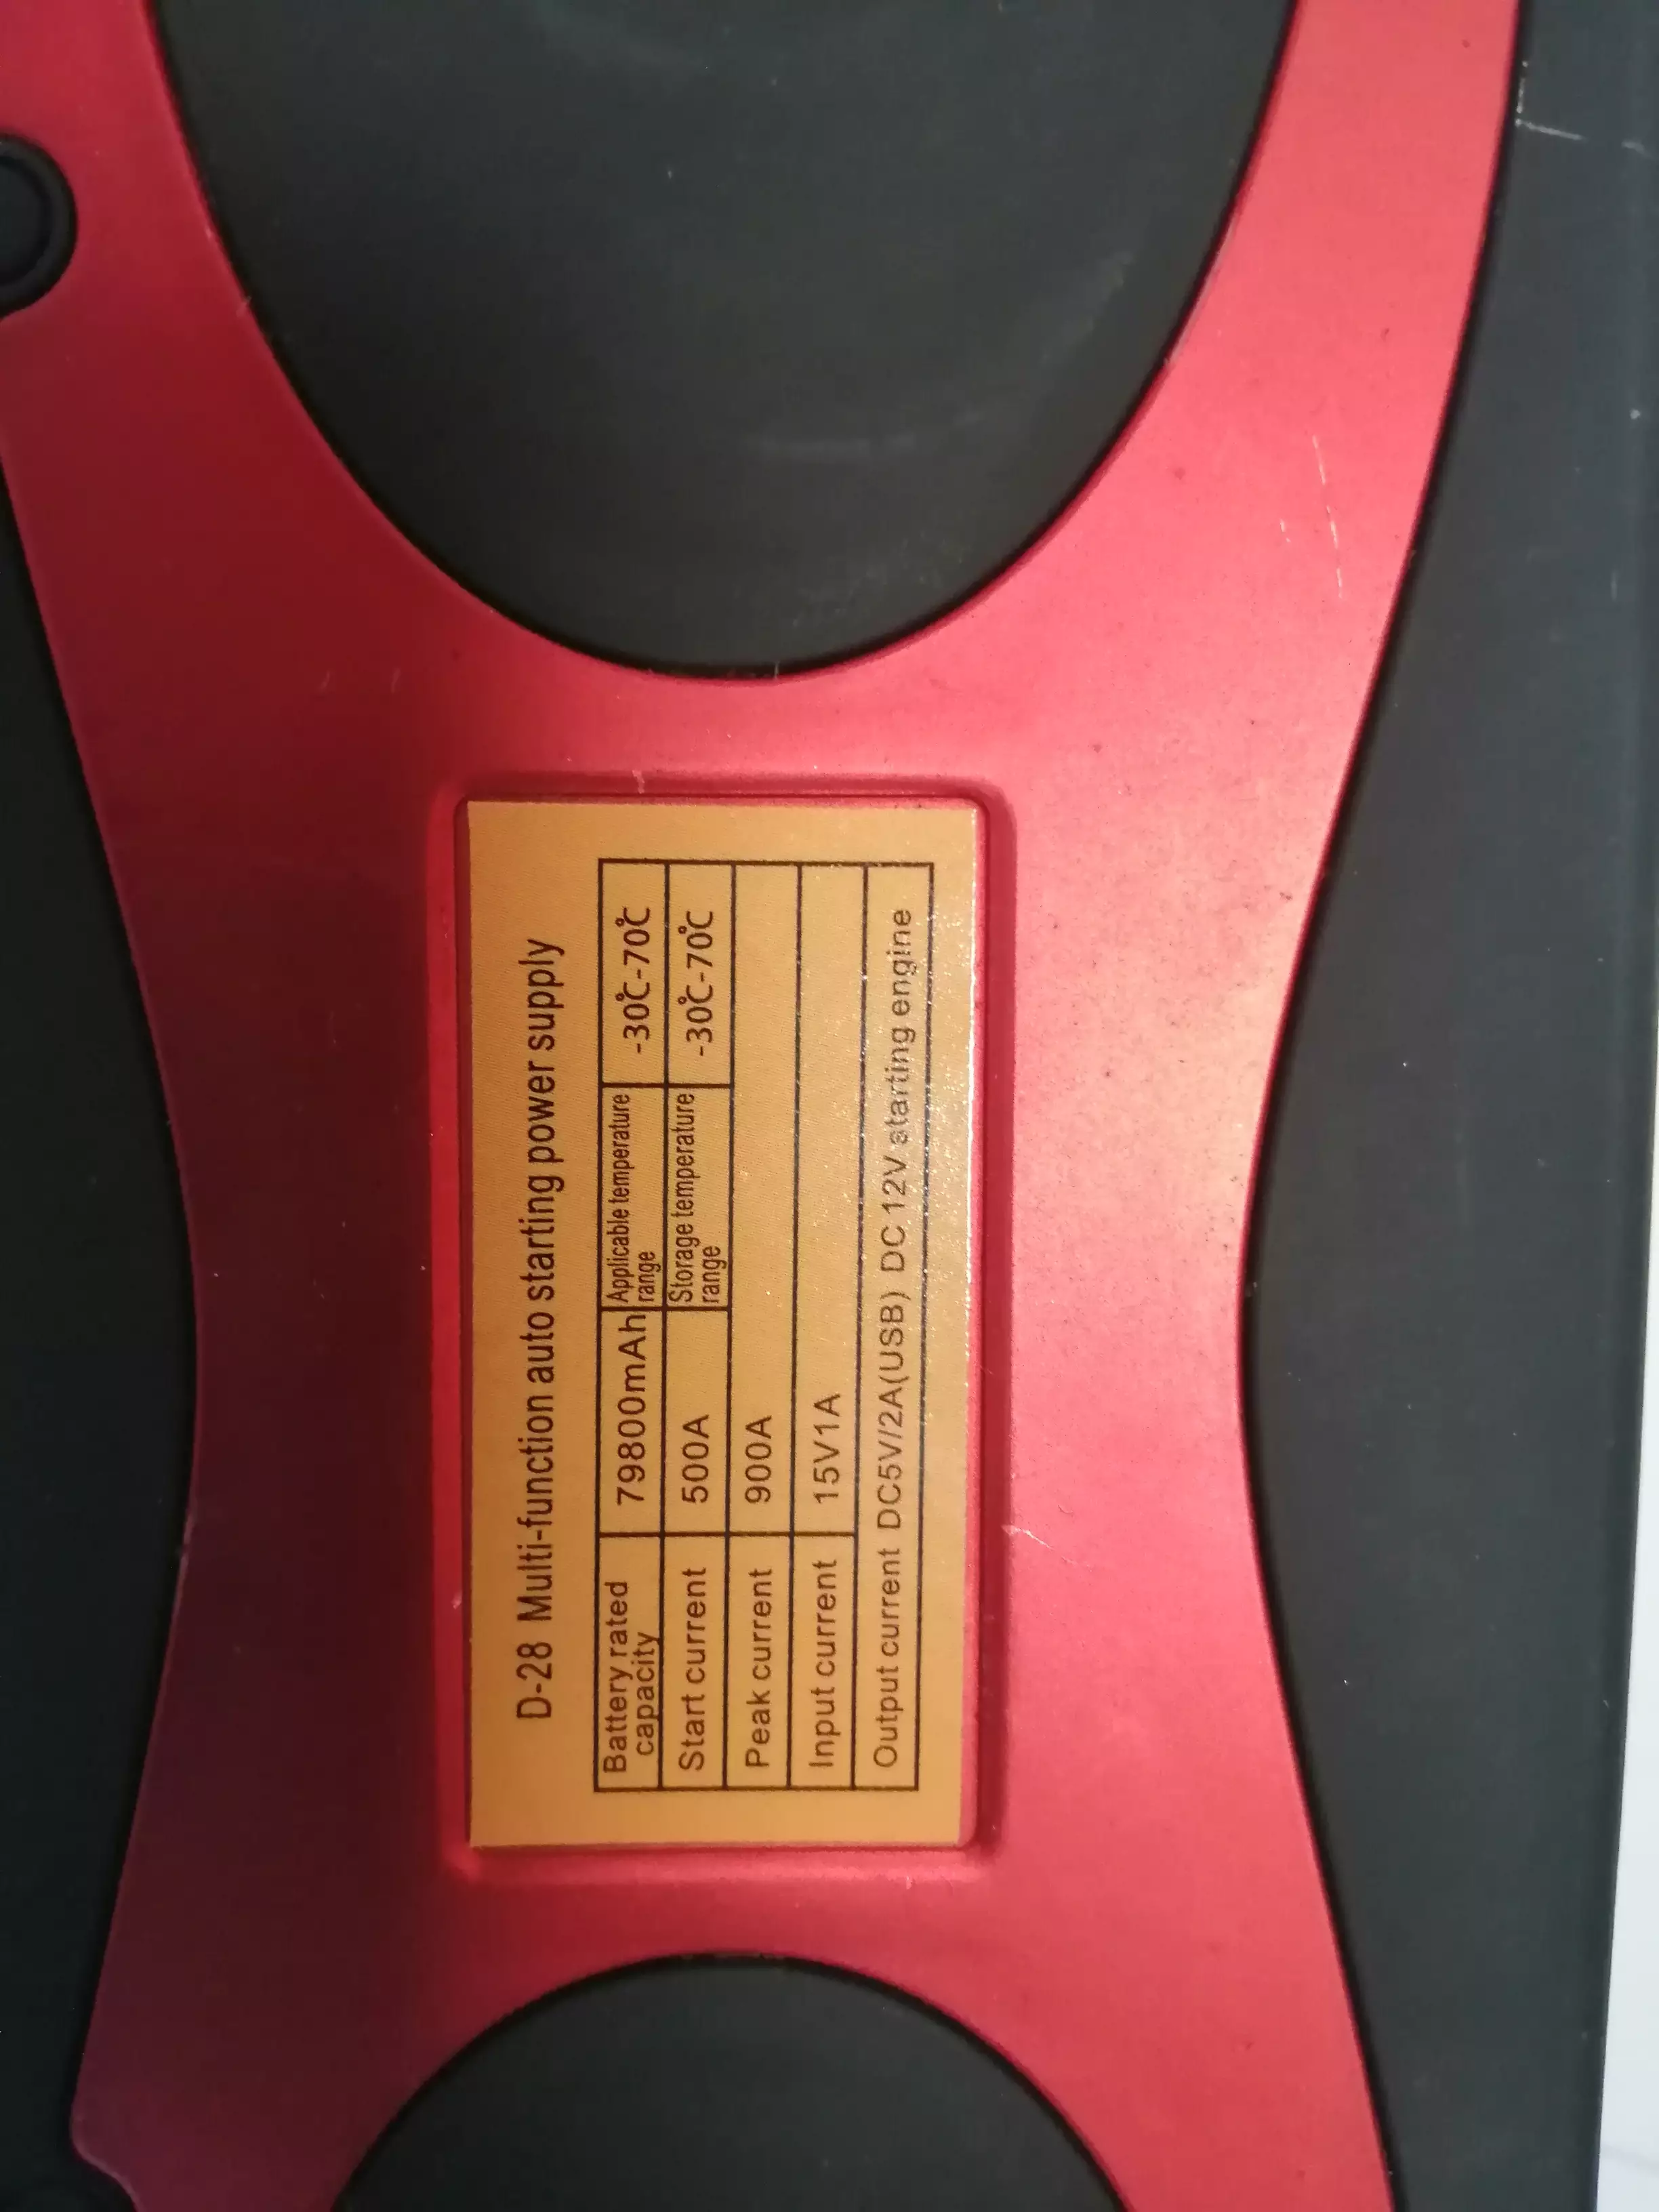 D-28 Multi-function auto starting power supply
Battery rated capacity 79800mAh Applicable temperature range -30℃-70℃
Start current 500A Storage temperature range -30℃-70℃
Peak current 900A
Input current 15V1A
Output current DC5V/2A(USB) DC 12V starting engine